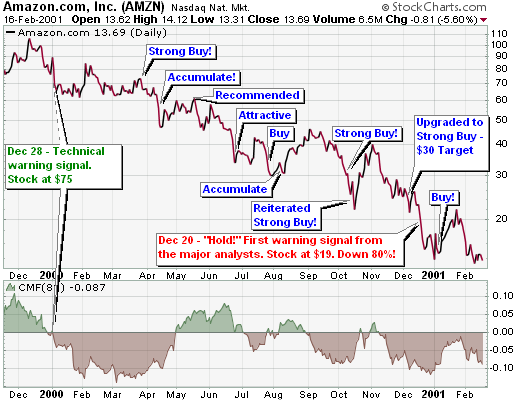 Amazon.com, Inc. (AMZN) Nasdaq Nat. Mkt. © StockCharts.com
16-Feb-2001 Open 13.62 High 14.12 Low 13.31 Close 13.69 Volume 6.5M Chg -0.81 (-5.60%)
Amazon.com 13.69 (Daily)
110
90
80
70
60
50
40
30
20
Strong Buy!
Accumulate!
Recommended
Attractive
Buy
Accumulate
Strong Buy!
Reiterated
Strong Buy!
Upgraded to
Strong Buy -
$30 Target
Buy!
Dec 28 - Technical
warning signal.
Stock at $75
Dec 20 - "Hold!" First warning signal from
the major analysts. Stock at $19. Down 80%!
Dec 2000 Feb Mar Apr May Jun Jul Aug Sep Oct Nov Dec 2001 Feb
CMF(81) -0.087
0.10
0.05
0.00
-0.05
-0.10
Dec 2000 Feb Mar Apr May Jun Jul Aug Sep Oct Nov Dec 2001 Feb